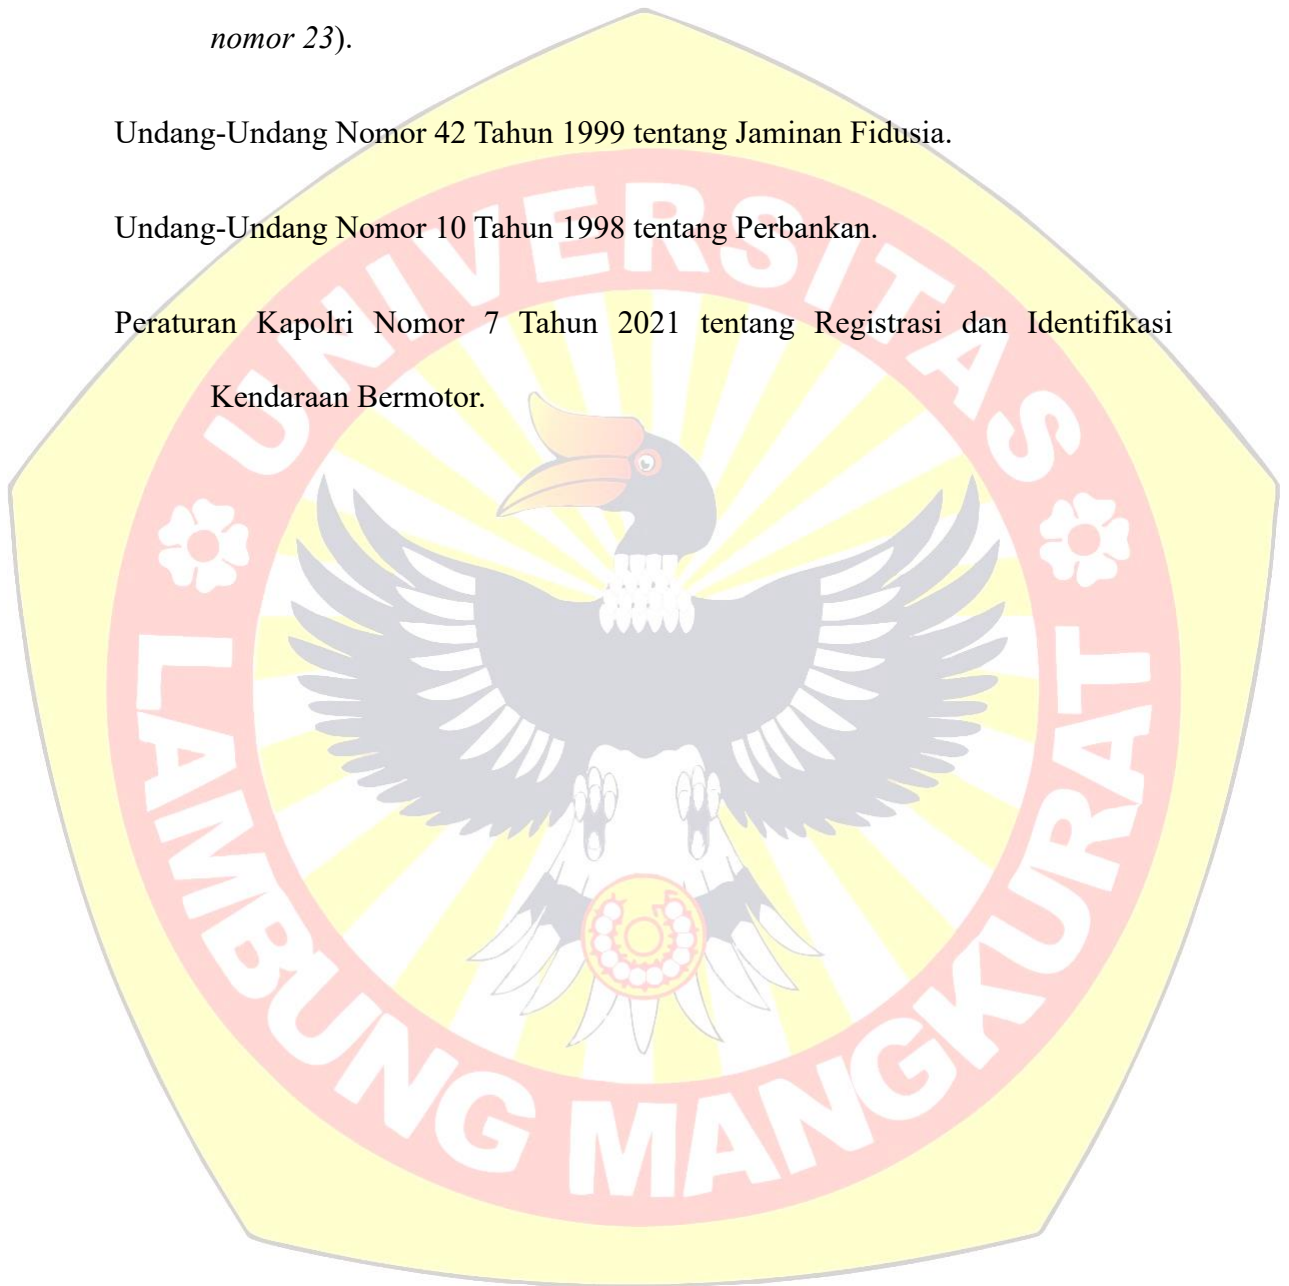 nomor 23).
Undang-Undang Nomor 42 Tahun 1999 tentang Jaminan Fidusia.
Undang-Undang Nomor 10 Tahun 1998 tentang Perbankan.
Peraturan Kapolri Nomor 7 Tahun 2021 tentang Registrasi dan Identifikasi
Kendaraan Bermotor.
UNIVERSITAS
LAMBUNG MANGKURAT